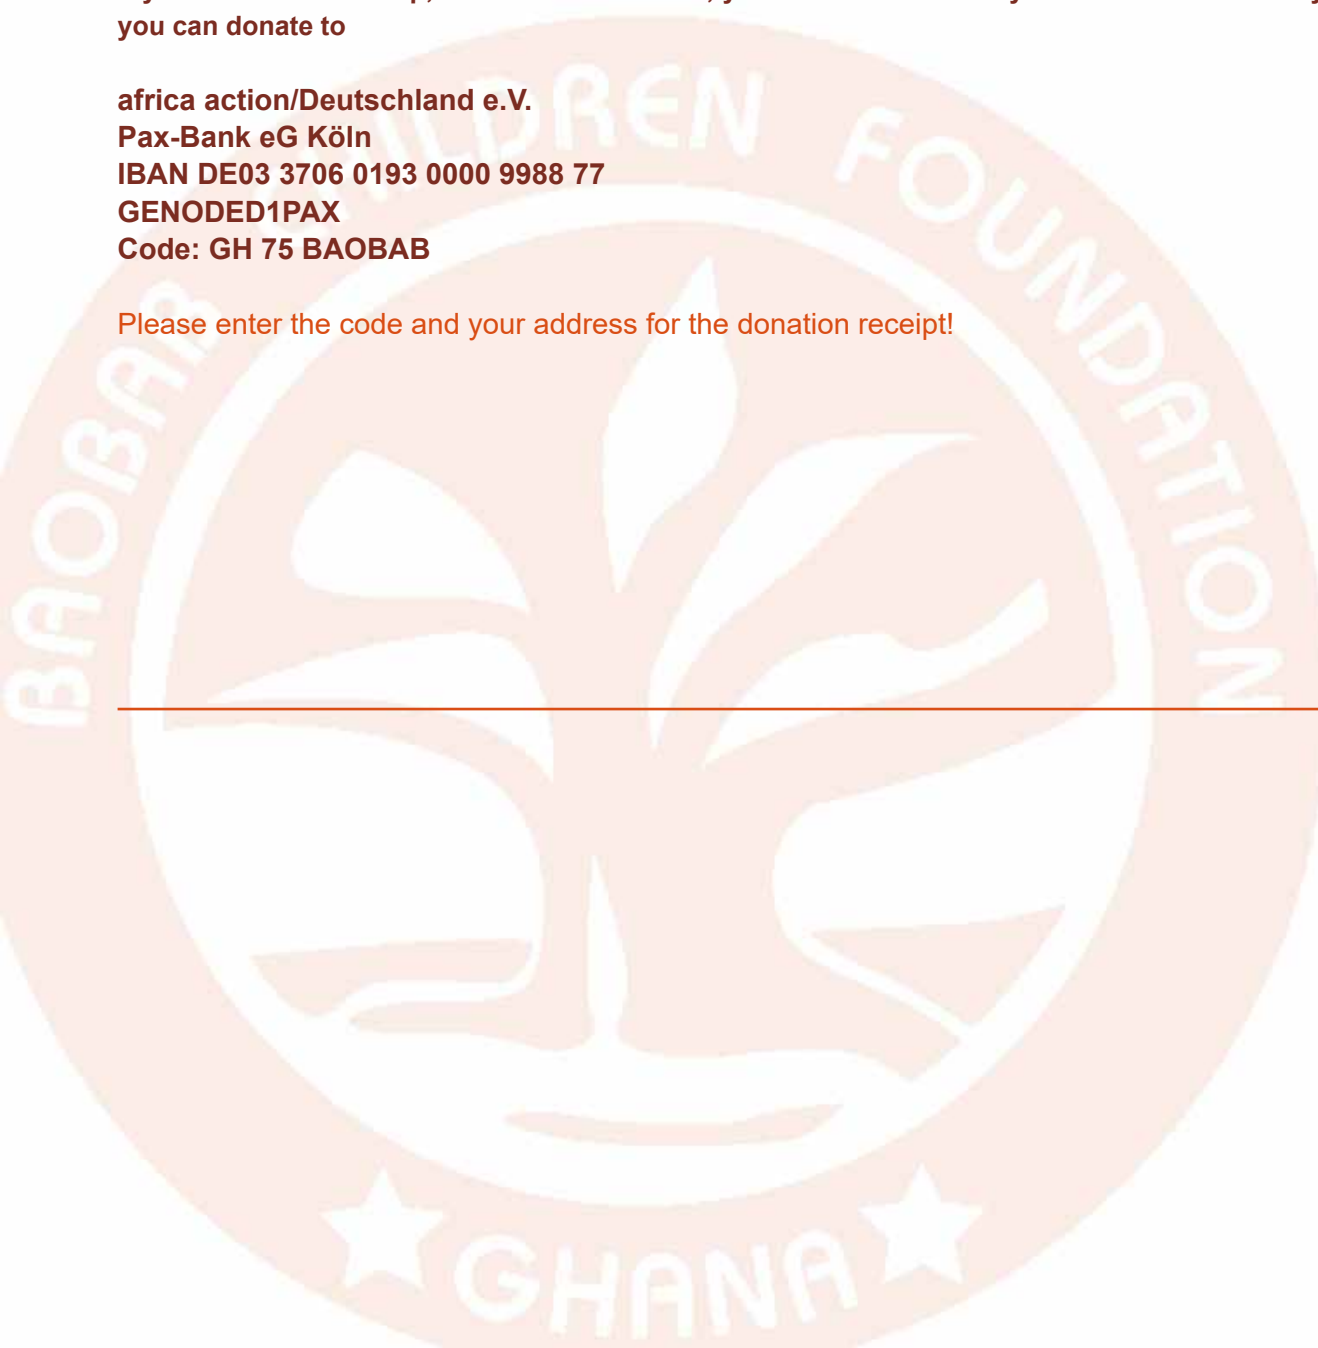 you can donate to
africa action/Deutschland e.V.
Pax-Bank eG Köln
IBAN DE03 3706 0193 0000 9988 77
GENODED1PAX
Code: GH 75 BAOBAB
Please enter the code and your address for the donation receipt!
BAOBAB CHILDREN FOUNDATION
GHANA